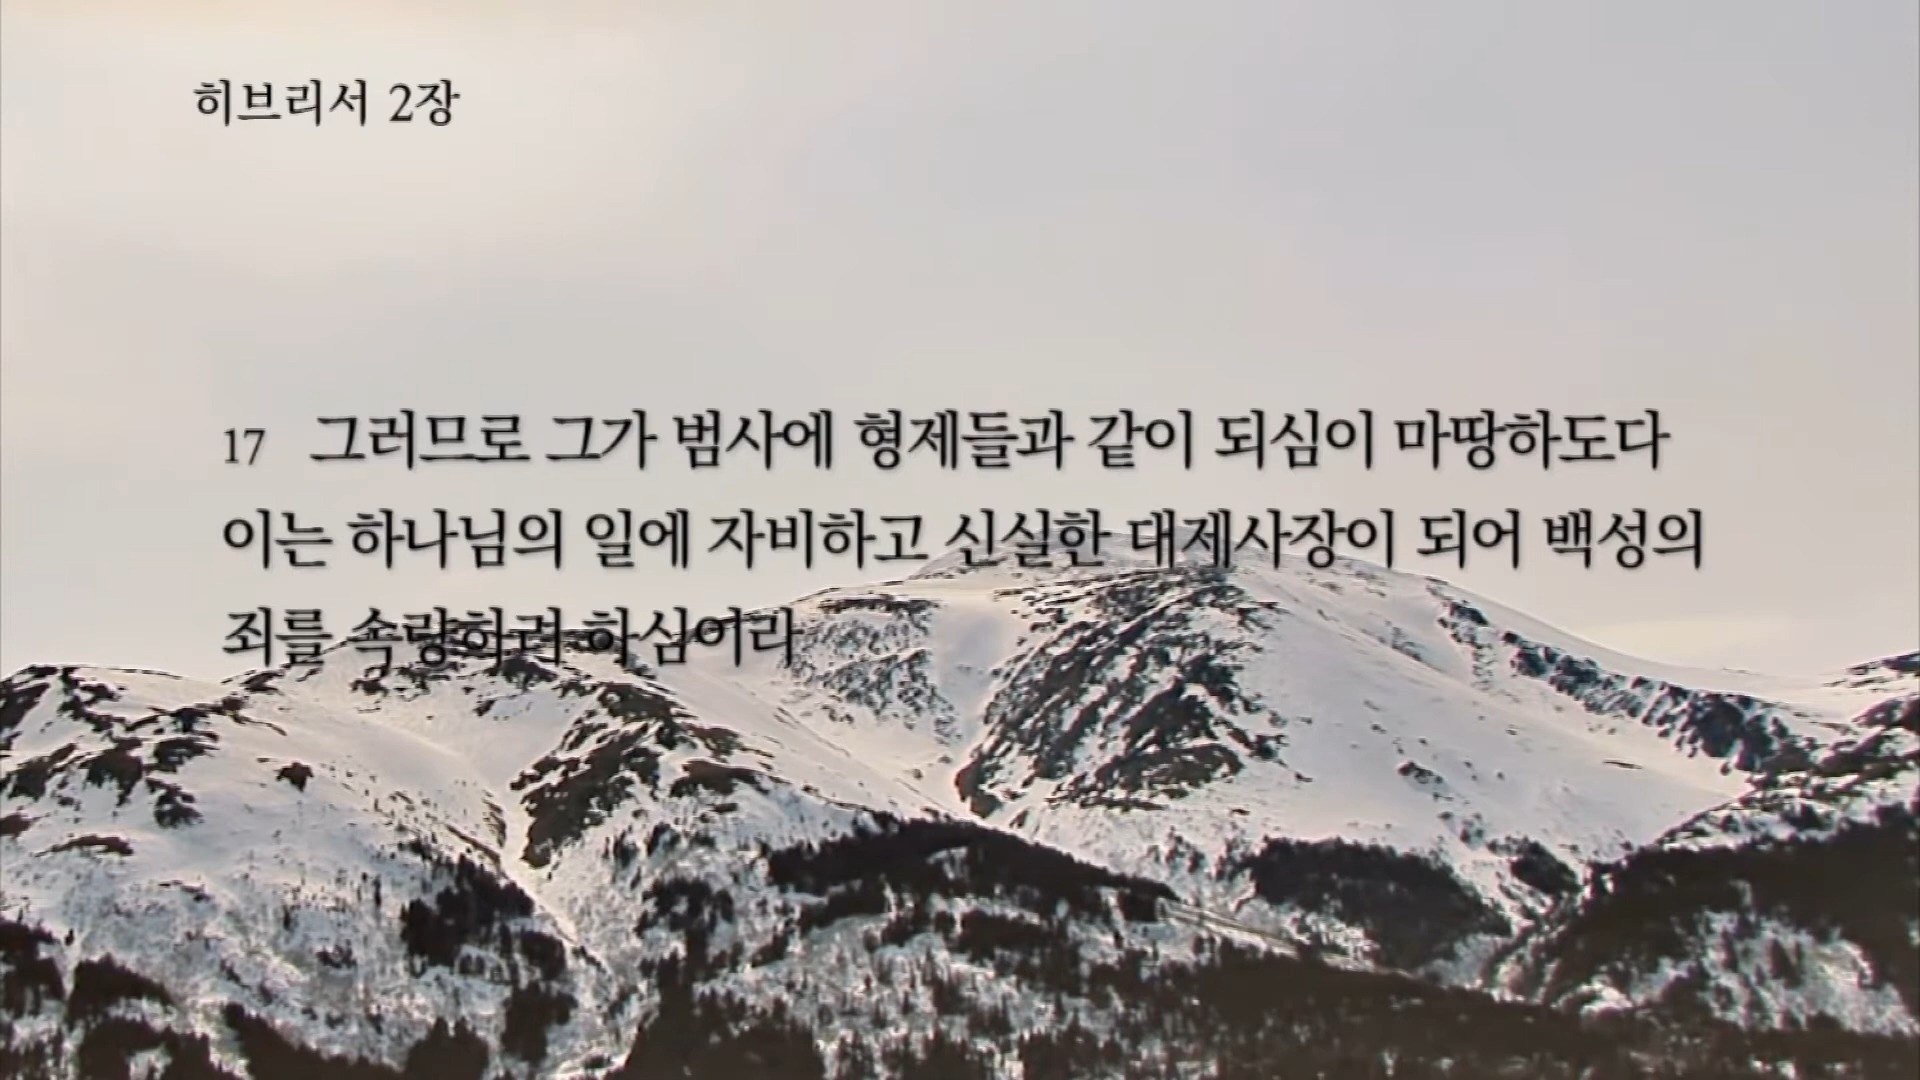 히브리서 2장
17 그러므로 그가 범사에 형제들과 같이 되심이 마땅하도다
이는 하나님의 일에 자비하고 신실한 대제사장이 되어 백성의
죄를 속량하려 하심이라